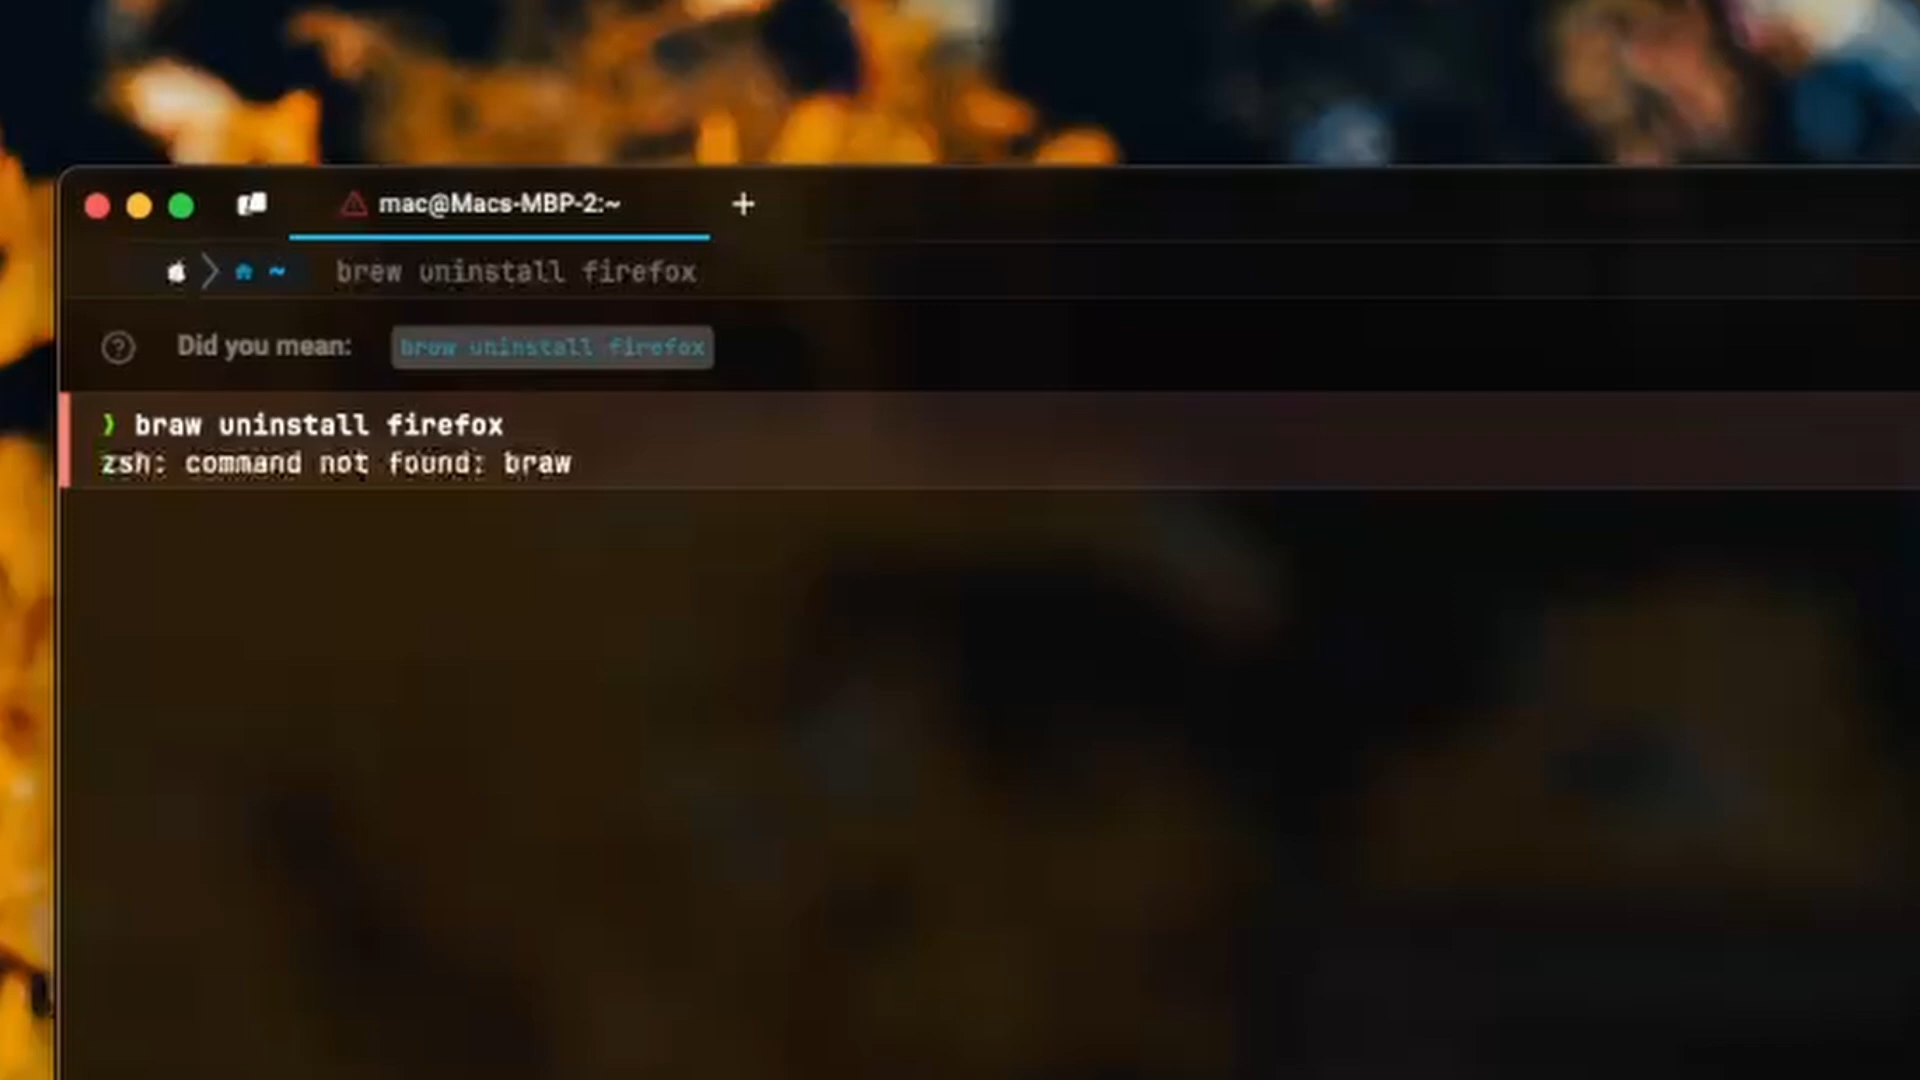 mac@Macs-MBP-2:~ +
~ brew uninstall firefox
Did you mean: brew uninstall firefox
❯ braw uninstall firefox
zsh: command not found: braw